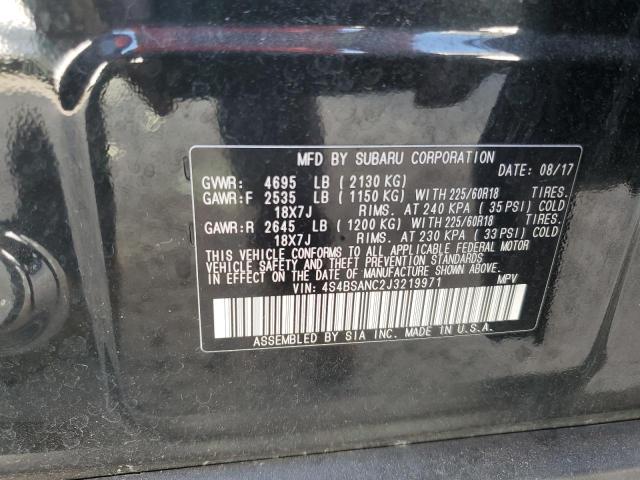 MFD BY SUBARU CORPORATION
DATE: 08/17
GVWR: 4695 LB ( 2130 KG)
GAWR:F 2535 LB ( 1150 KG) WITH 225/60R18 TIRES.
18X7J RIMS. AT 240 KPA ( 35 PSI) COLD
GAWR:R 2645 LB ( 1200 KG) WITH 225/60R18 TIRES.
18X7J RIMS. AT 230 KPA ( 33 PSI) COLD
THIS VEHICLE CONFORMS TO ALL APPLICABLE FEDERAL MOTOR
VEHICLE SAFETY AND THEFT PREVENTION STANDARDS
IN EFFECT ON THE DATE OF MANUFACTURE SHOWN ABOVE.
VIN: 4S4BSANC2J3219971 MPV
ASSEMBLED BY SIA INC. MADE IN U.S.A.